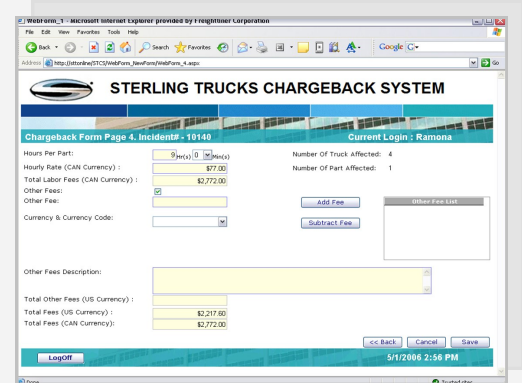 WebForm_1 - Microsoft Internet Explorer provided by Freightliner Corporation
File Edit View Favorites Tools Help
Back Search Favorites Google G
Address http://sttonline/STCS/WebForm_NewForm/WebForm_4.aspx Go
STERLING TRUCKS CHARGEBACK SYSTEM
Chargeback Form Page 4. Incident# - 10140 Current Login : Ramona
Hours Per Part: 9 Hr(s) 0 Min(s) Number Of Truck Affected: 4
Hourly Rate (CAN Currency) : $77.00 Number Of Part Affected: 1
Total Labor Fees (CAN Currency) : $2,772.00
Other Fees:
Other Fee: Add Fee Other Fee List
Currency & Currency Code: Subtract Fee
Other Fees Description:
Total Other Fees (US Currency) :
Total Fees (US Currency) : $2,217.60
Total Fees (CAN Currency): $2,772.00
<< Back Cancel Save
LogOff 5/1/2006 2:56 PM
Done Trusted sites